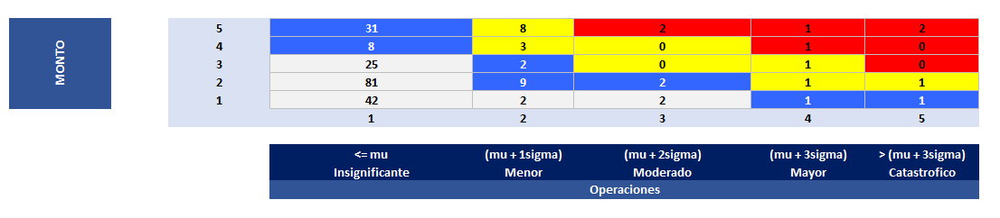 MONTO
5 31 8 2 1 2
4 8 3 0 1 0
3 25 2 0 1 0
2 81 9 2 1 1
1 42 2 2 1 1
1 2 3 4 5
<= mu (mu + 1sigma) (mu + 2sigma) (mu + 3sigma) > (mu + 3sigma)
Insignificante Menor Moderado Mayor Catastrofico
Operaciones